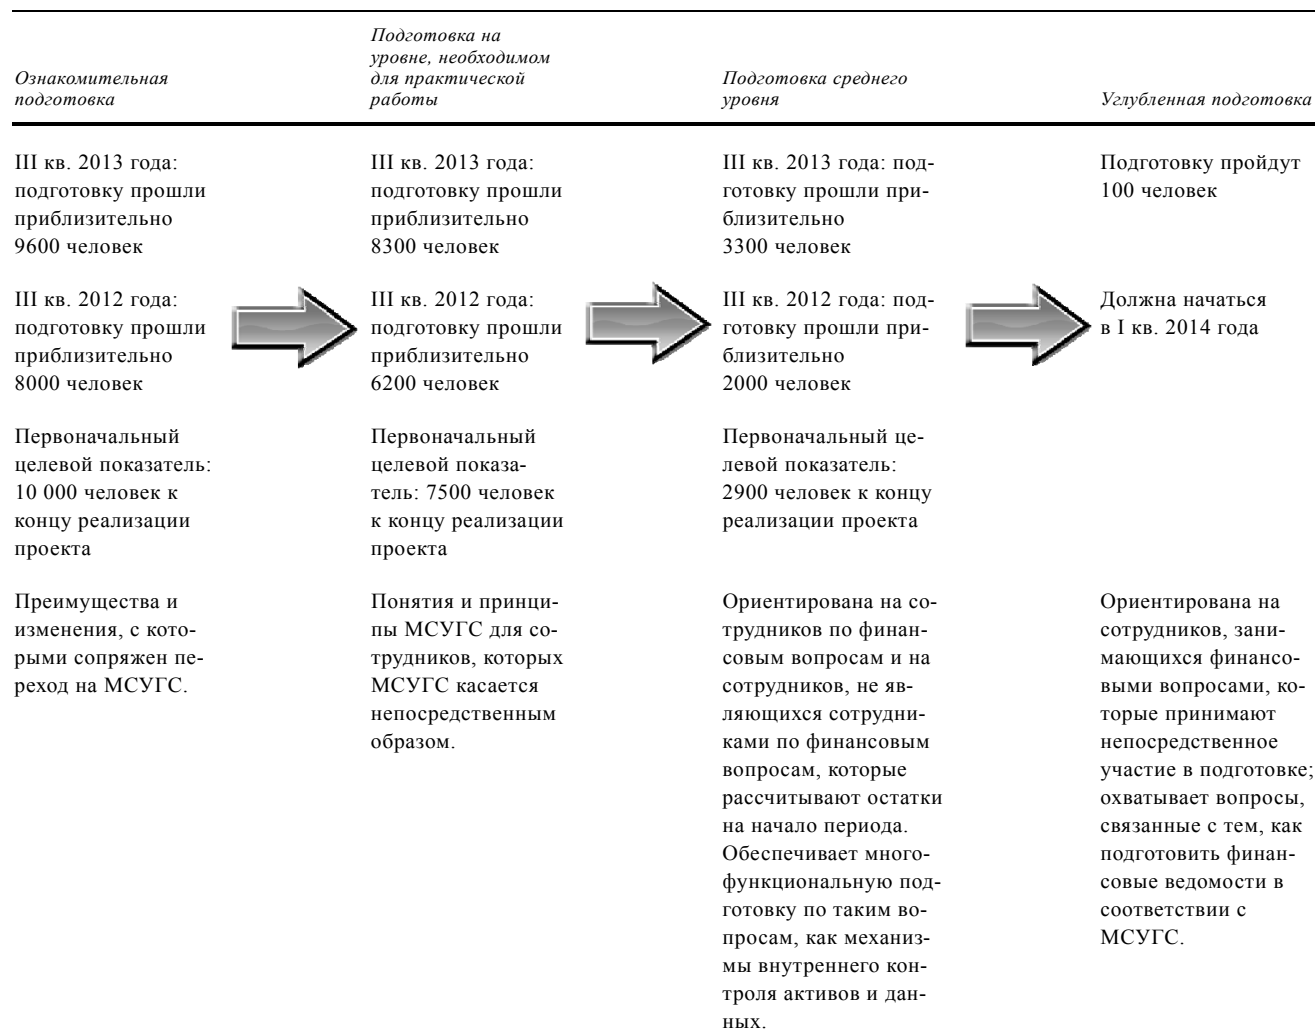 Ознакомительная
подготовка
Подготовка на
уровне, необходимом
для практической
работы
Подготовка среднего
уровня
Углубленная подготовка
III кв. 2013 года:
подготовку прошли
приблизительно
9600 человек
III кв. 2013 года:
подготовку прошли
приблизительно
8300 человек
III кв. 2013 года: под-
готовку прошли при-
близительно
3300 человек
Подготовку пройдут
100 человек
III кв. 2012 года:
подготовку прошли
приблизительно
8000 человек
III кв. 2012 года:
подготовку прошли
приблизительно
6200 человек
III кв. 2012 года: под-
готовку прошли при-
близительно
2000 человек
Должна начаться
в I кв. 2014 года
Первоначальный
целевой показатель:
10 000 человек к
концу реализации
проекта
Первоначальный
целевой показа-
тель: 7500 человек
к концу реализации
проекта
Первоначальный це-
левой показатель:
2900 человек к концу
реализации проекта
Преимущества и
изменения, с кото-
рыми сопряжен пе-
реход на МСУГС.
Понятия и принци-
пы МСУГС для со-
трудников, которых
МСУГС касается
непосредственным
образом.
Ориентирована на со-
трудников по финан-
совым вопросам и на
сотрудников, не яв-
ляющихся сотрудни-
ками по финансовым
вопросам, которые
рассчитывают остатки
на начало периода.
Обеспечивает много-
функциональную под-
готовку по таким во-
просам, как механиз-
мы внутреннего кон-
троля активов и дан-
ных.
Ориентирована на
сотрудников, зани-
мающихся финансо-
выми вопросами, ко-
торые принимают
непосредственное
участие в подготовке;
охватывает вопросы,
связанные с тем, как
подготовить финан-
совые ведомости в
соответствии с
МСУГС.